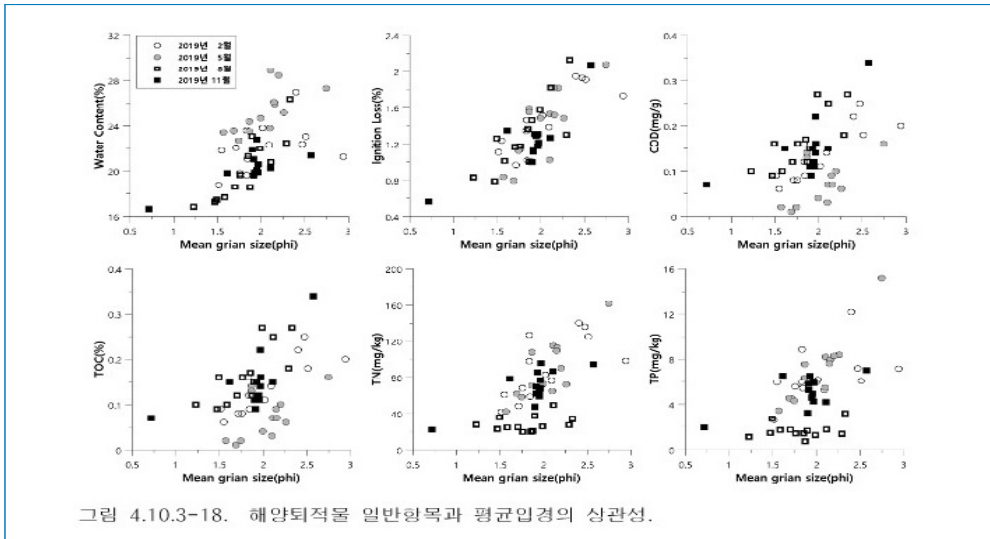 32
28
24
20
16
Water Content(%)
2019년 2월
2019년 5월
2019년 8월
2019년 11월
0.5 1 1.5 2 2.5 3
Mean grian size(phi)
2.4
2
1.6
1.2
0.8
0.4
Ignition Loss(%)
0.5 1 1.5 2 2.5 3
Mean grian size(phi)
0.4
0.3
0.2
0.1
0
COD(mg/g)
0.5 1 1.5 2 2.5 3
Mean grian size(phi)
0.4
0.3
0.2
0.1
0
TOC(%)
0.5 1 1.5 2 2.5 3
Mean grian size(phi)
200
160
120
80
40
0
TN(mg/kg)
0.5 1 1.5 2 2.5 3
Mean grian size(phi)
16
12
8
4
0
TP(mg/kg)
0.5 1 1.5 2 2.5 3
Mean grian size(phi)
그림 4.10.3-18. 해양퇴적물 일반항목과 평균입경의 상관성.